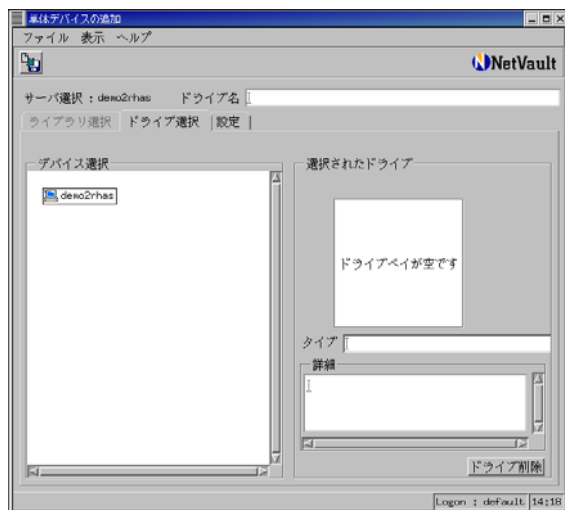 単体デバイスの追加
ファイル 表示 ヘルプ
NetVault
サーバ選択 : demo2rhas ドライブ名
ライブラリ選択 ドライブ選択 設定
デバイス選択
選択されたドライブ
demo2rhas
ドライブベイが空です
タイプ
詳細
ドライブ削除
Logon : default 14:18